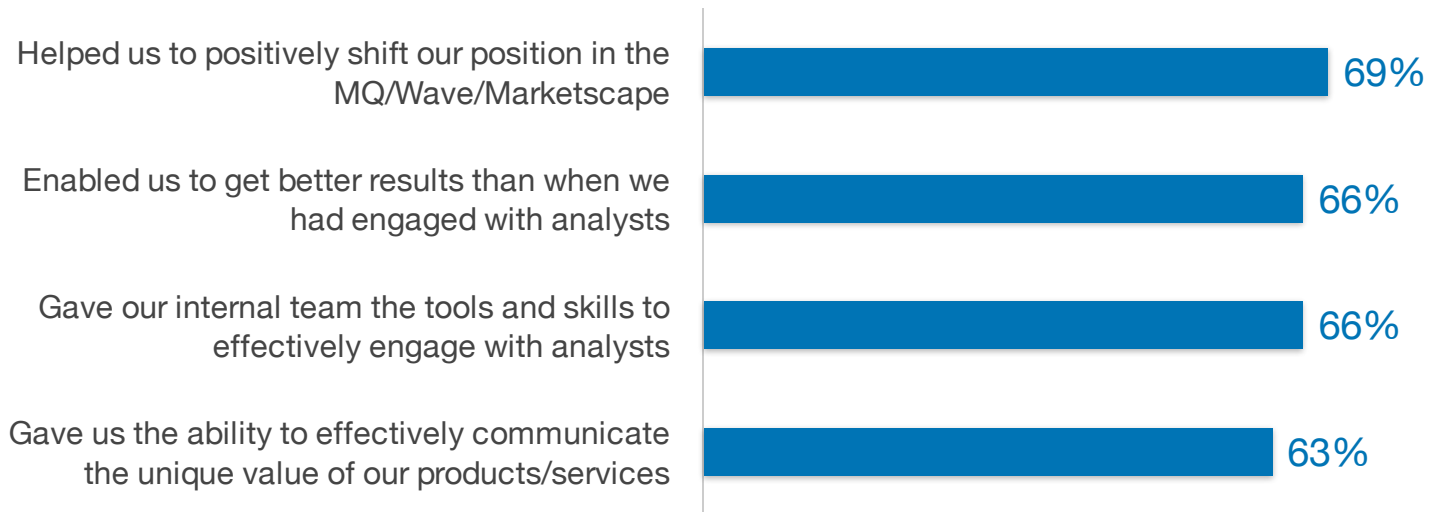 Helped us to positively shift our position in the
MQ/Wave/Marketscape
69%
Enabled us to get better results than when we
had engaged with analysts
66%
Gave our internal team the tools and skills to
effectively engage with analysts
66%
Gave us the ability to effectively communicate
the unique value of our products/services
63%